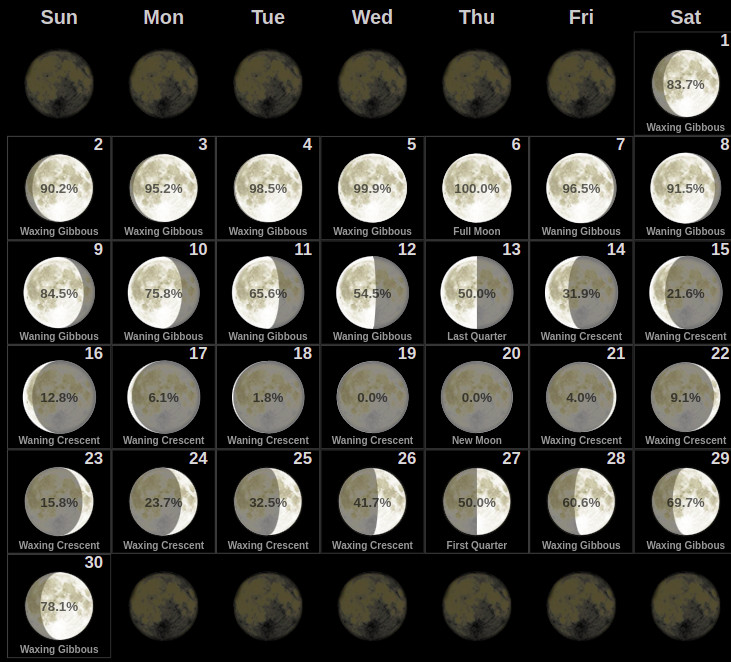 Sun Mon Tue Wed Thu Fri Sat
1
83.7%
Waxing Gibbous
2 3 4 5 6 7 8
90.2% 95.2% 98.5% 99.9% 100.0% 96.5% 91.5%
Waxing Gibbous Waxing Gibbous Waxing Gibbous Waxing Gibbous Full Moon Waning Gibbous Waning Gibbous
9 10 11 12 13 14 15
84.5% 75.8% 65.6% 54.5% 50.0% 31.9% 21.6%
Waning Gibbous Waning Gibbous Waning Gibbous Waning Gibbous Last Quarter Waning Crescent Waning Crescent
16 17 18 19 20 21 22
12.8% 6.1% 1.8% 0.0% 0.0% 4.0% 9.1%
Waning Crescent Waning Crescent Waning Crescent Waning Crescent New Moon Waxing Crescent Waxing Crescent
23 24 25 26 27 28 29
15.8% 23.7% 32.5% 41.7% 50.0% 60.6% 69.7%
Waxing Crescent Waxing Crescent Waxing Crescent Waxing Crescent First Quarter Waxing Gibbous Waxing Gibbous
30
78.1%
Waxing Gibbous